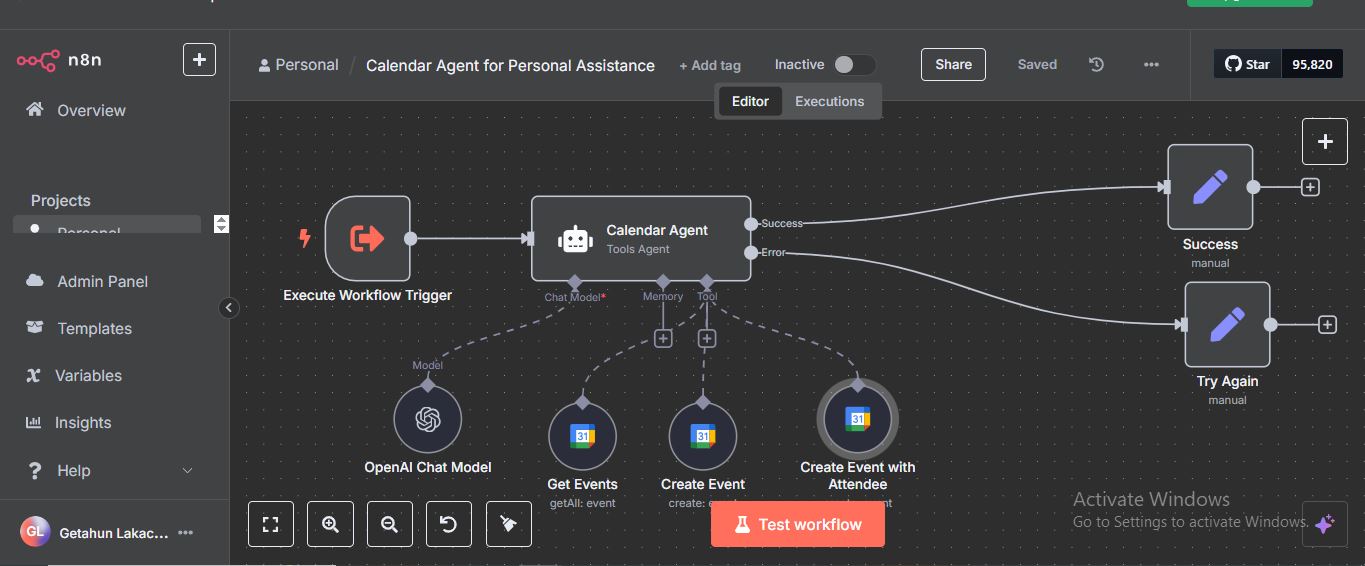 n8n
+
Personal / Calendar Agent for Personal Assistance + Add tag Inactive Share Saved Star 95,820
Editor Executions
Overview
Projects
Personal
Admin Panel
Templates
Variables
Insights
Help
GL Getahun Lakac...
Execute Workflow Trigger
Calendar Agent
Tools Agent
Success
Error
Chat Model*
Memory
Tool
Success
manual
Try Again
manual
Model
OpenAI Chat Model
31
Get Events
getAll: event
31
Create Event
create: e
31
Create Event with
Attendee
Test workflow
Activate Windows
Go to Settings to activate Windows.